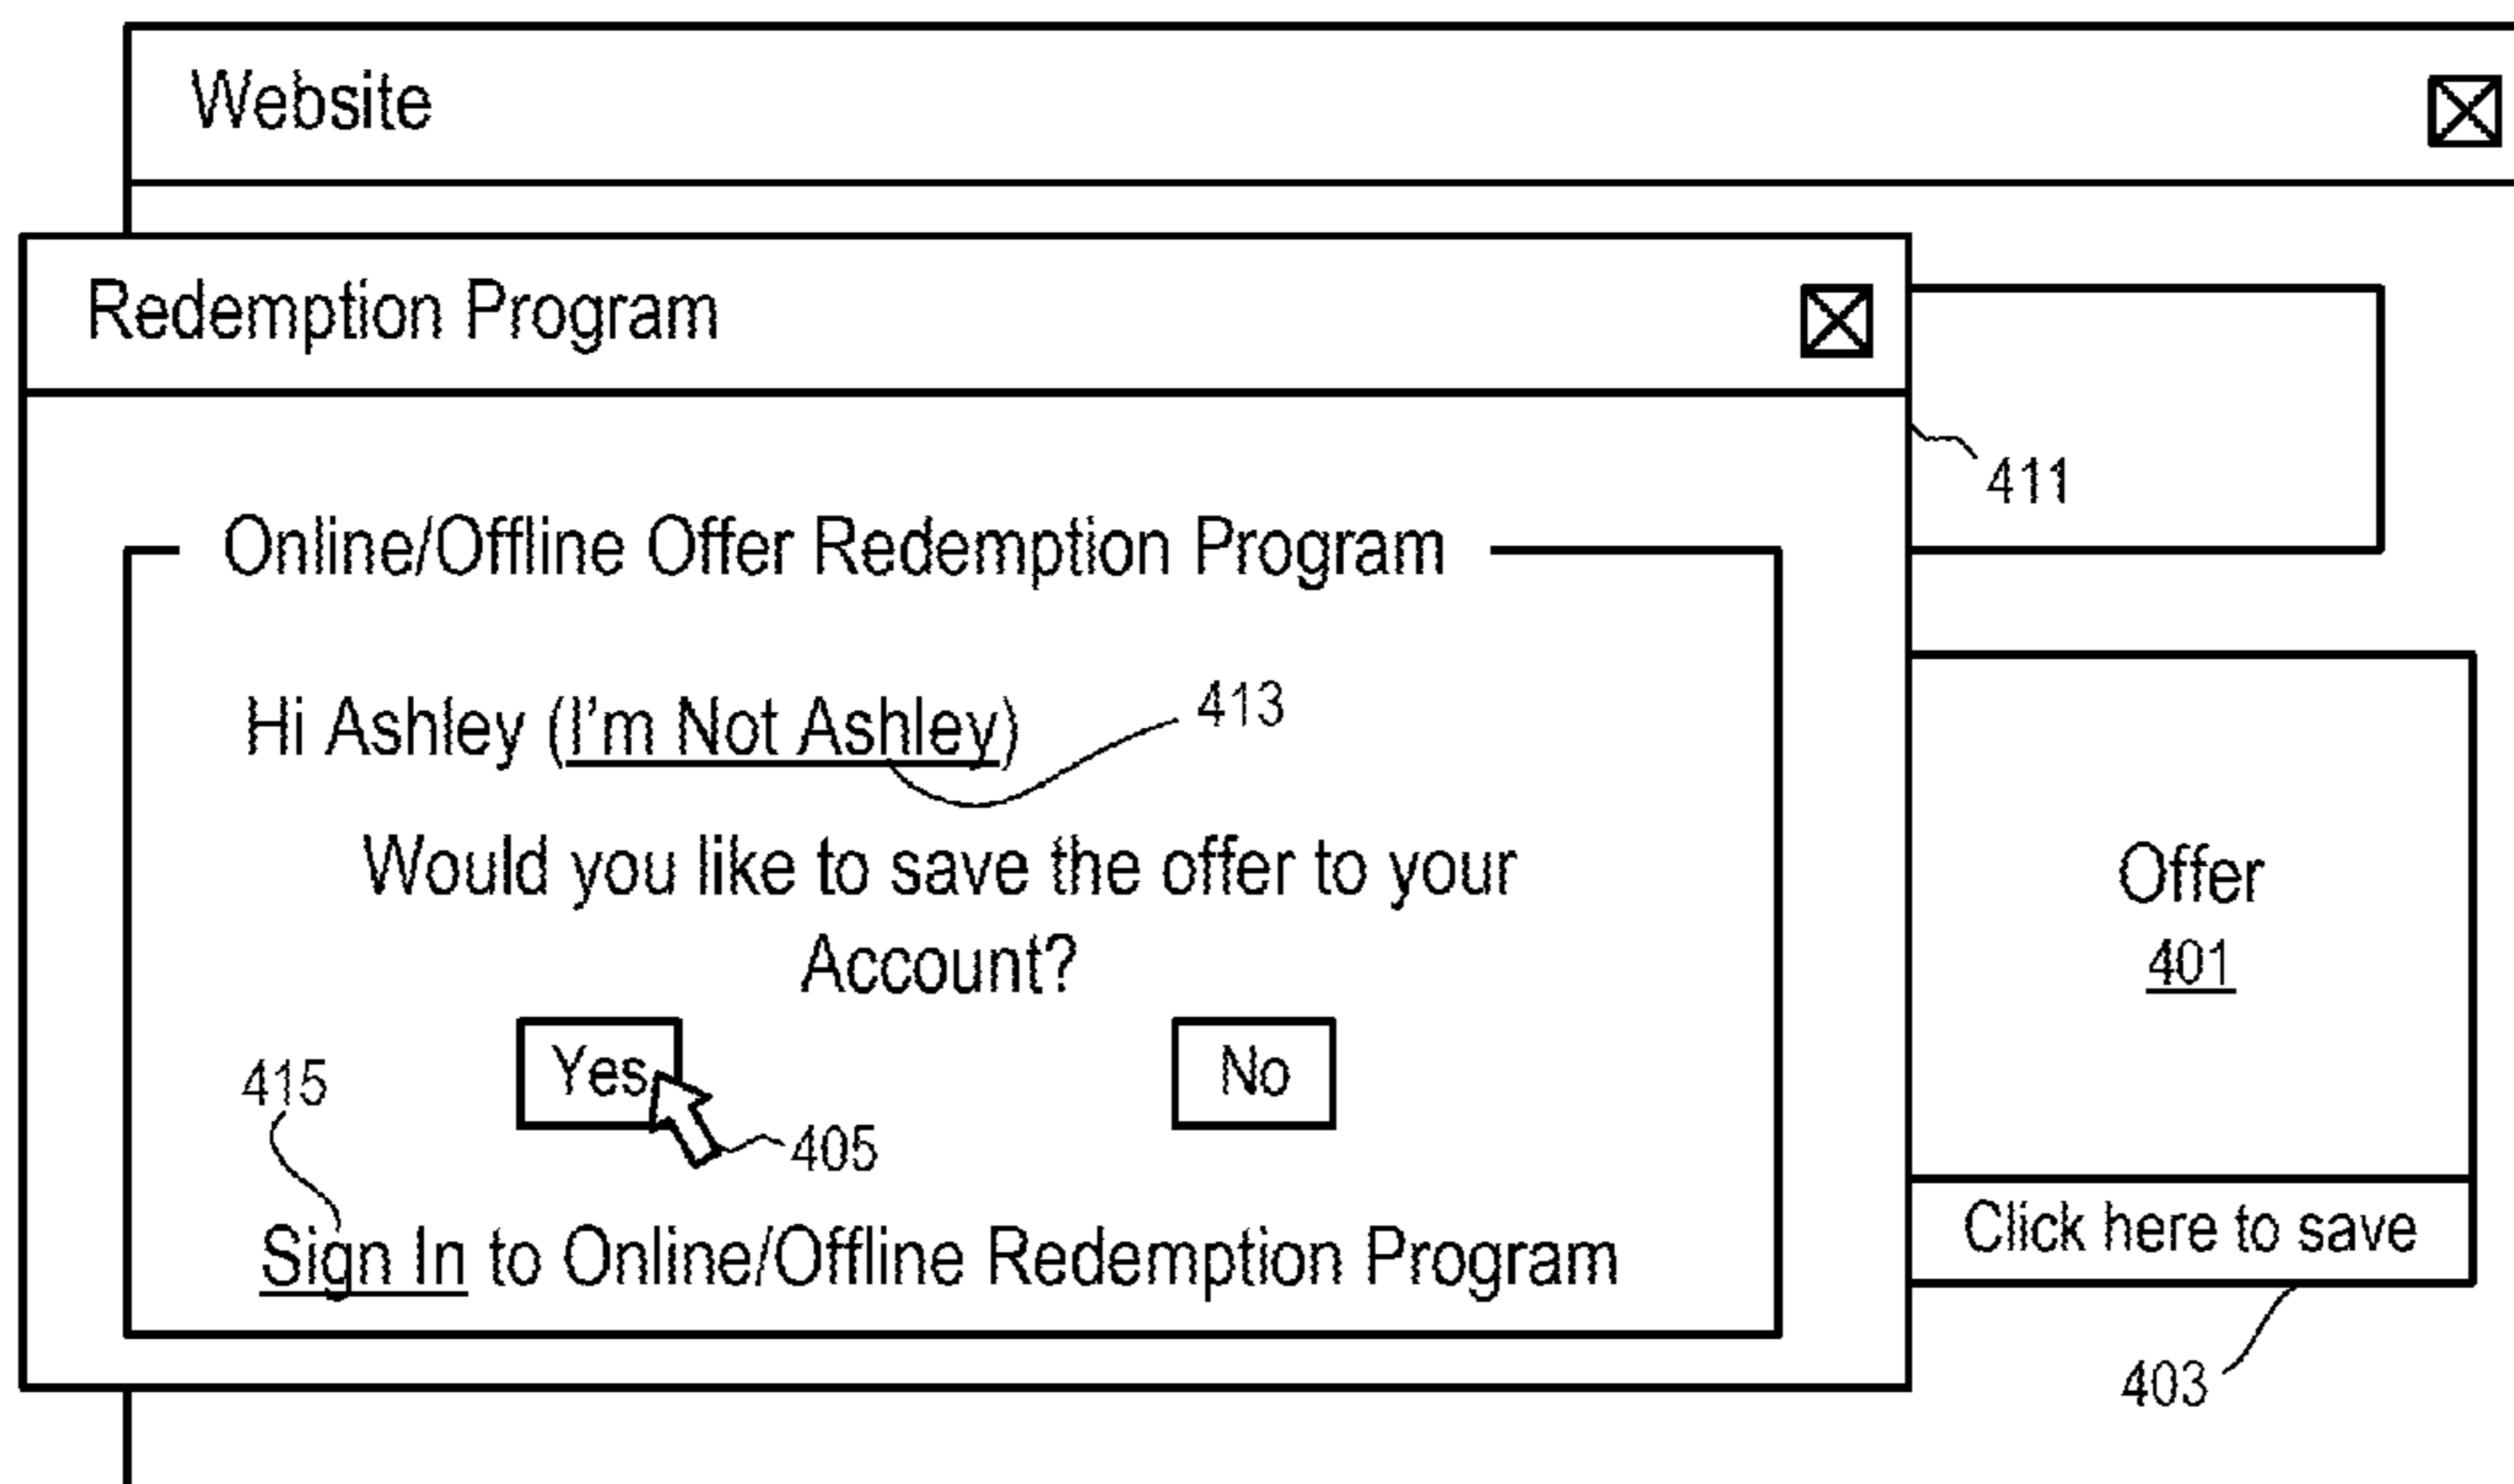 Website
Redemption Program
411
Online/Offline Offer Redemption Program
Hi Ashley (I'm Not Ashley)
413
Would you like to save the offer to your
Account?
Offer
401
Yes
No
415
405
Sign In to Online/Offline Redemption Program
Click here to save
403